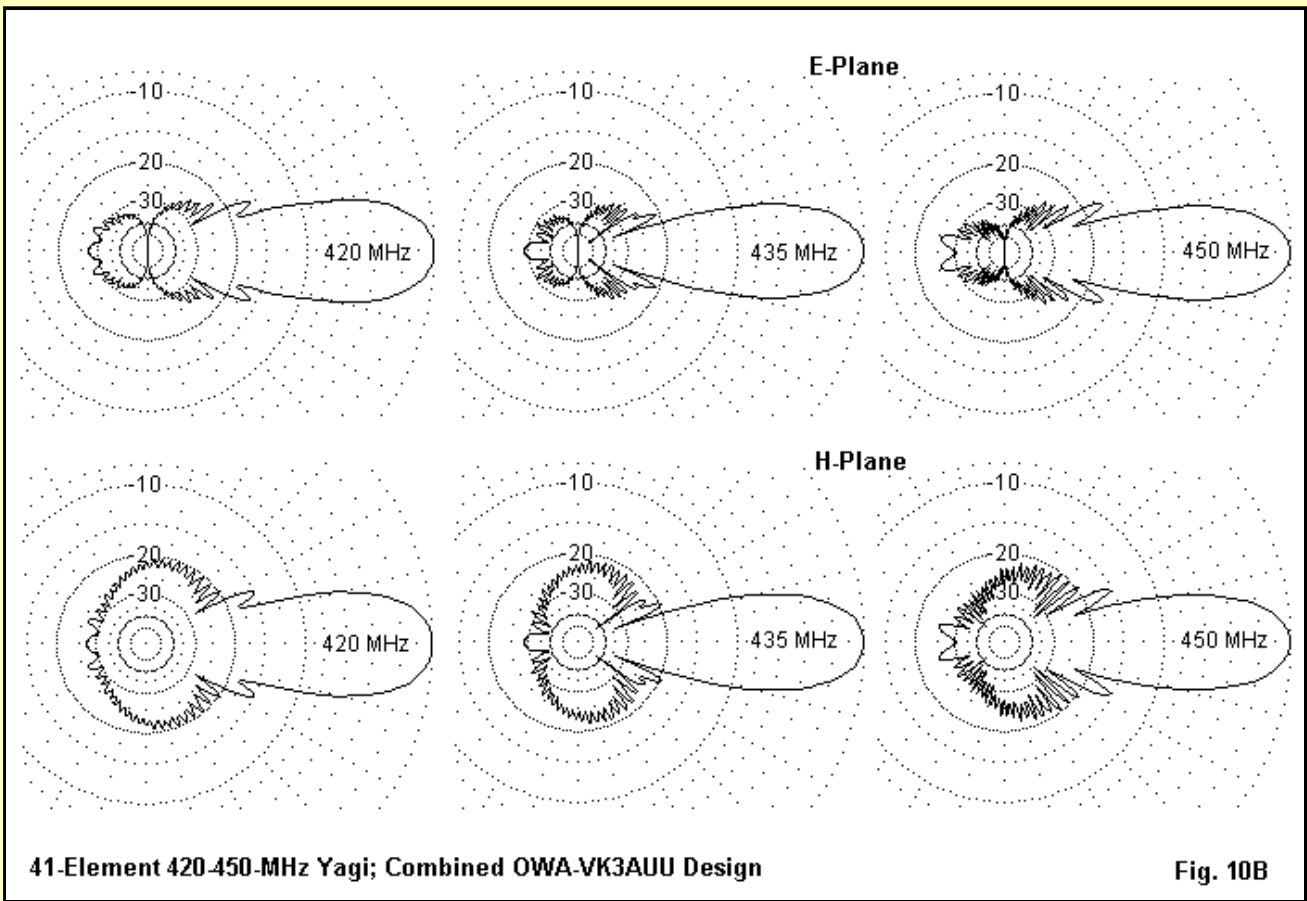 E-Plane
-10 -10 -10
-20 -20 -20
-30 -30 -30
420 MHz 435 MHz 450 MHz
H-Plane
-10 -10 -10
-20 -20 -20
-30 -30 -30
420 MHz 435 MHz 450 MHz
41-Element 420-450-MHz Yagi; Combined OWA-VK3AUU Design Fig. 10B